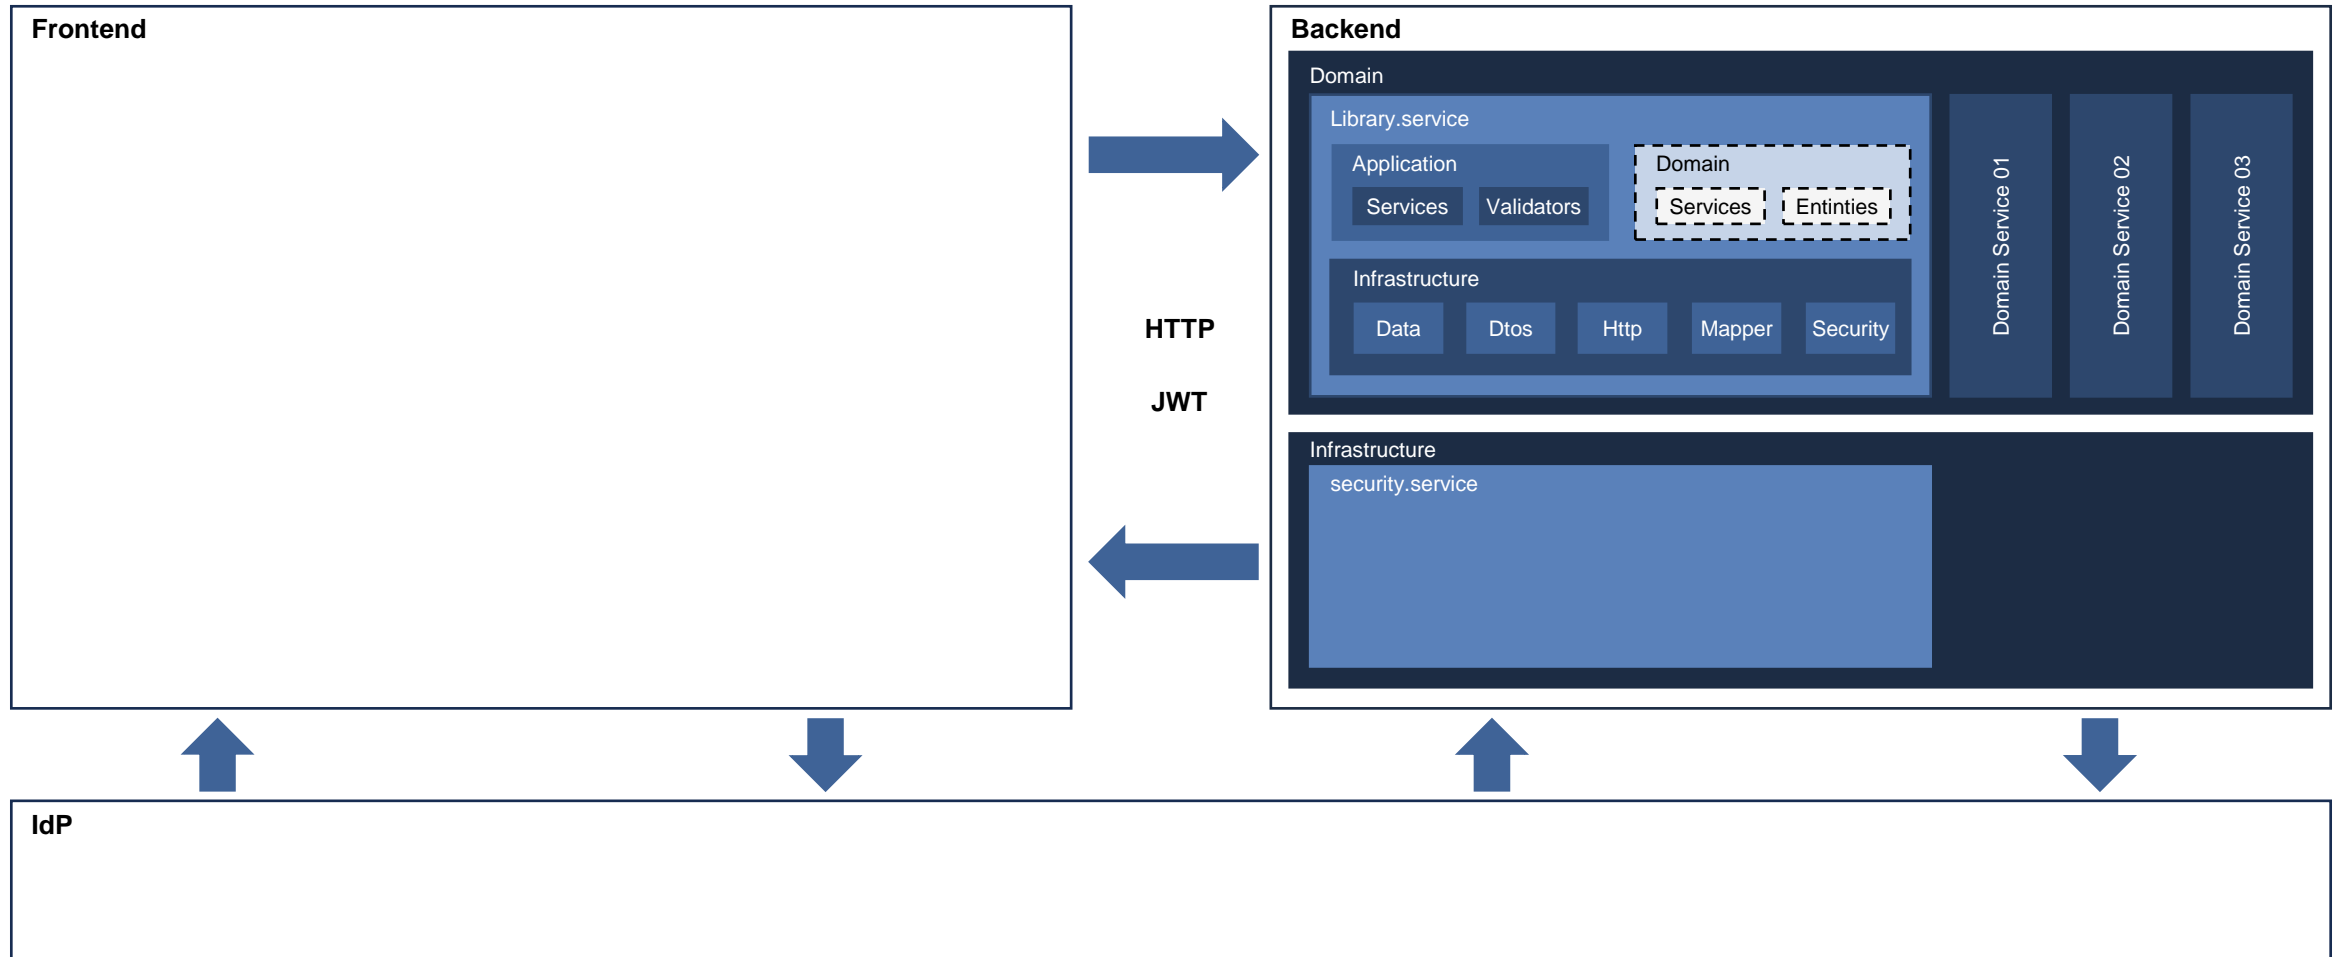 Frontend
HTTP
JWT
Backend
Domain
Library.service
Application
Services
Validators
Domain
Services
Entinties
Infrastructure
Data
Dtos
Http
Mapper
Security
Domain Service 01
Domain Service 02
Domain Service 03
Infrastructure
security.service
IdP